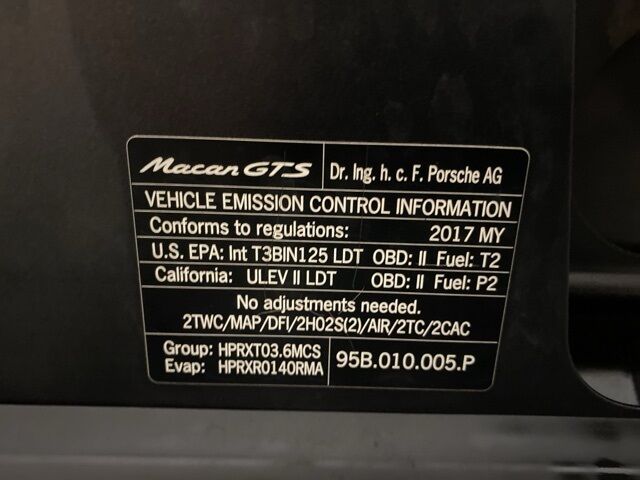 Macan GTS
Dr. Ing. h. c. F. Porsche AG
VEHICLE EMISSION CONTROL INFORMATION
Conforms to regulations: 2017 MY
U.S. EPA: Int T3BIN125 LDT OBD: II Fuel: T2
California: ULEV II LDT OBD: II Fuel: P2
No adjustments needed.
2TWC/MAP/DFI/2HO2S(2)/AIR/2TC/2CAC
Group: HPRXT03.6MCS
Evap: HPRXR0140RMA
95B.010.005.P